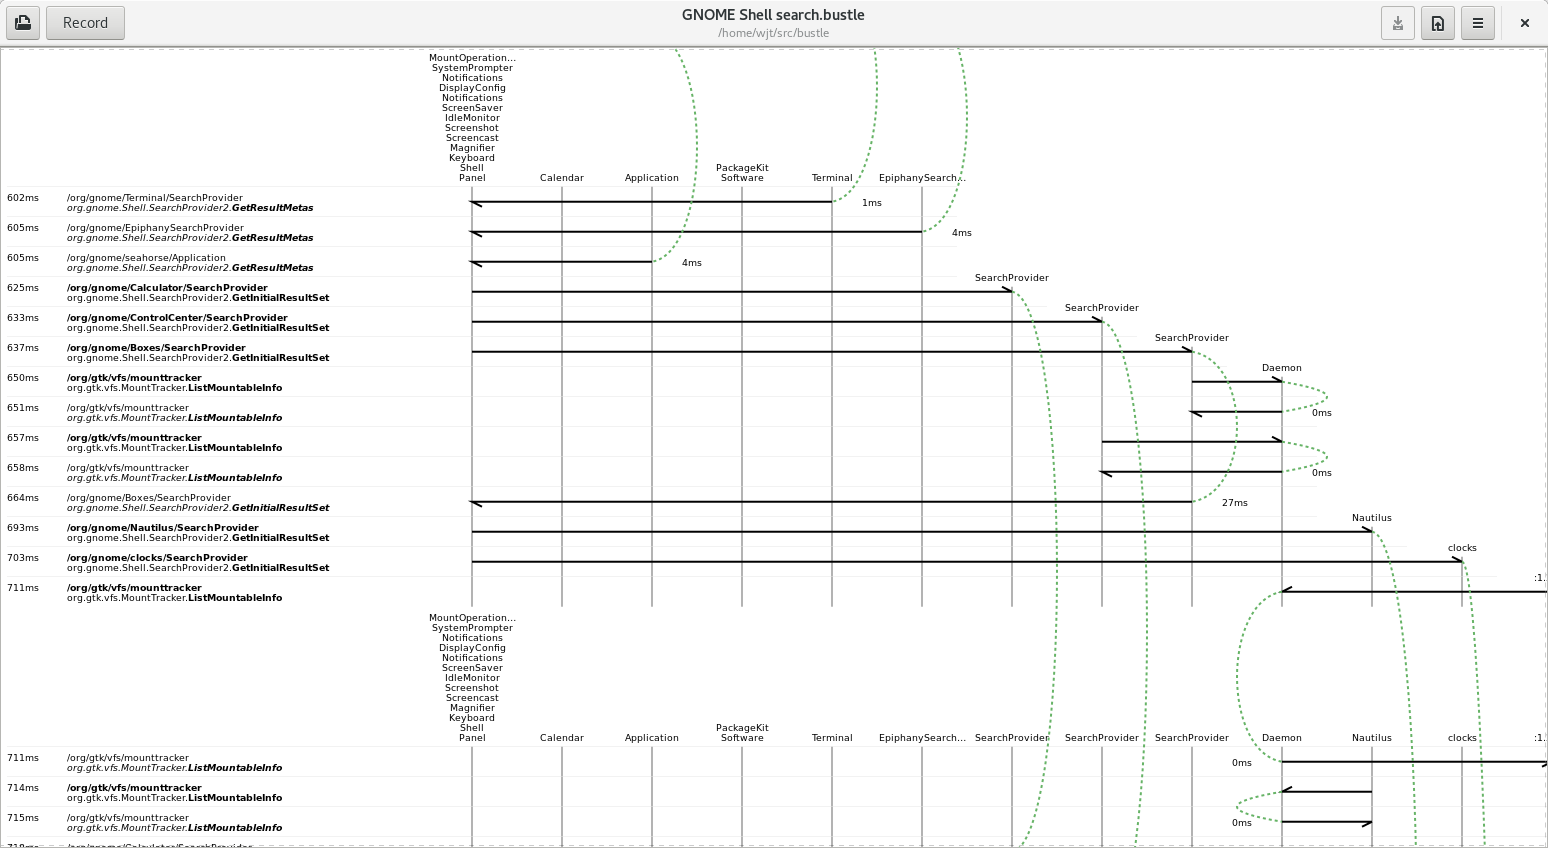 GNOME Shell search.bustle
Record
/home/wjt/src/bustle
MountOperation...
SystemPrompter
Notifications
DisplayConfig
Notifications
ScreenSaver
IdleMonitor
Screenshot
Screencast
Magnifier
Keyboard
Shell
PackageKit
Panel Calendar Application Software Terminal EpiphanySearch...
602ms /org/gnome/Terminal/SearchProvider
org.gnome.Shell.SearchProvider2.GetResultMetas 1ms
605ms /org/gnome/EpiphanySearchProvider
org.gnome.Shell.SearchProvider2.GetResultMetas 4ms
605ms /org/gnome/seahorse/Application
org.gnome.Shell.SearchProvider2.GetResultMetas 4ms
SearchProvider
625ms /org/gnome/Calculator/SearchProvider
org.gnome.Shell.SearchProvider2.GetInitialResultSet
SearchProvider
633ms /org/gnome/ControlCenter/SearchProvider
org.gnome.Shell.SearchProvider2.GetInitialResultSet
SearchProvider
637ms /org/gnome/Boxes/SearchProvider
org.gnome.Shell.SearchProvider2.GetInitialResultSet
Daemon
650ms /org/gtk/vfs/mounttracker
org.gtk.vfs.MountTracker.ListMountableInfo
651ms /org/gtk/vfs/mounttracker
org.gtk.vfs.MountTracker.ListMountableInfo 0ms
657ms /org/gtk/vfs/mounttracker
org.gtk.vfs.MountTracker.ListMountableInfo
658ms /org/gtk/vfs/mounttracker
org.gtk.vfs.MountTracker.ListMountableInfo 0ms
664ms /org/gnome/Boxes/SearchProvider
org.gnome.Shell.SearchProvider2.GetInitialResultSet 27ms
Nautilus
693ms /org/gnome/Nautilus/SearchProvider
org.gnome.Shell.SearchProvider2.GetInitialResultSet
clocks
703ms /org/gnome/clocks/SearchProvider
org.gnome.Shell.SearchProvider2.GetInitialResultSet
:1.
711ms /org/gtk/vfs/mounttracker
org.gtk.vfs.MountTracker.ListMountableInfo
MountOperation...
SystemPrompter
Notifications
DisplayConfig
Notifications
ScreenSaver
IdleMonitor
Screenshot
Screencast
Magnifier
Keyboard
Shell
PackageKit
Panel Calendar Application Software Terminal EpiphanySearch... SearchProvider SearchProvider SearchProvider Daemon Nautilus clocks :1.
711ms /org/gtk/vfs/mounttracker
org.gtk.vfs.MountTracker.ListMountableInfo 0ms
714ms /org/gtk/vfs/mounttracker
org.gtk.vfs.MountTracker.ListMountableInfo
715ms /org/gtk/vfs/mounttracker
org.gtk.vfs.MountTracker.ListMountableInfo 0ms